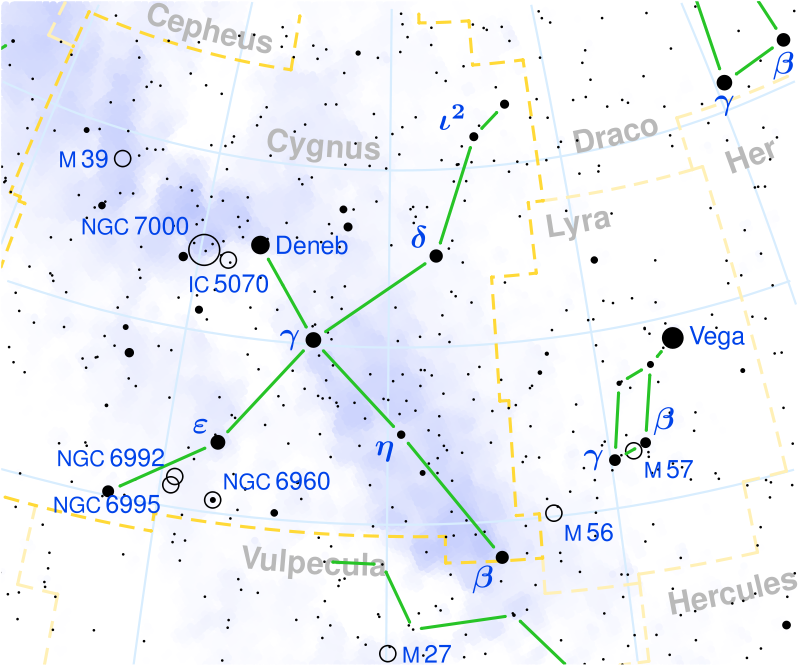 Cepheus
β
γ
ι²
Draco
Her
M 39
Cygnus
NGC 7000
Lyra
Deneb
δ
IC 5070
γ
Vega
ε
β
η
NGC 6992
γ
M 57
NGC 6960
NGC 6995
M 56
Vulpecula
β
Hercules
M 27